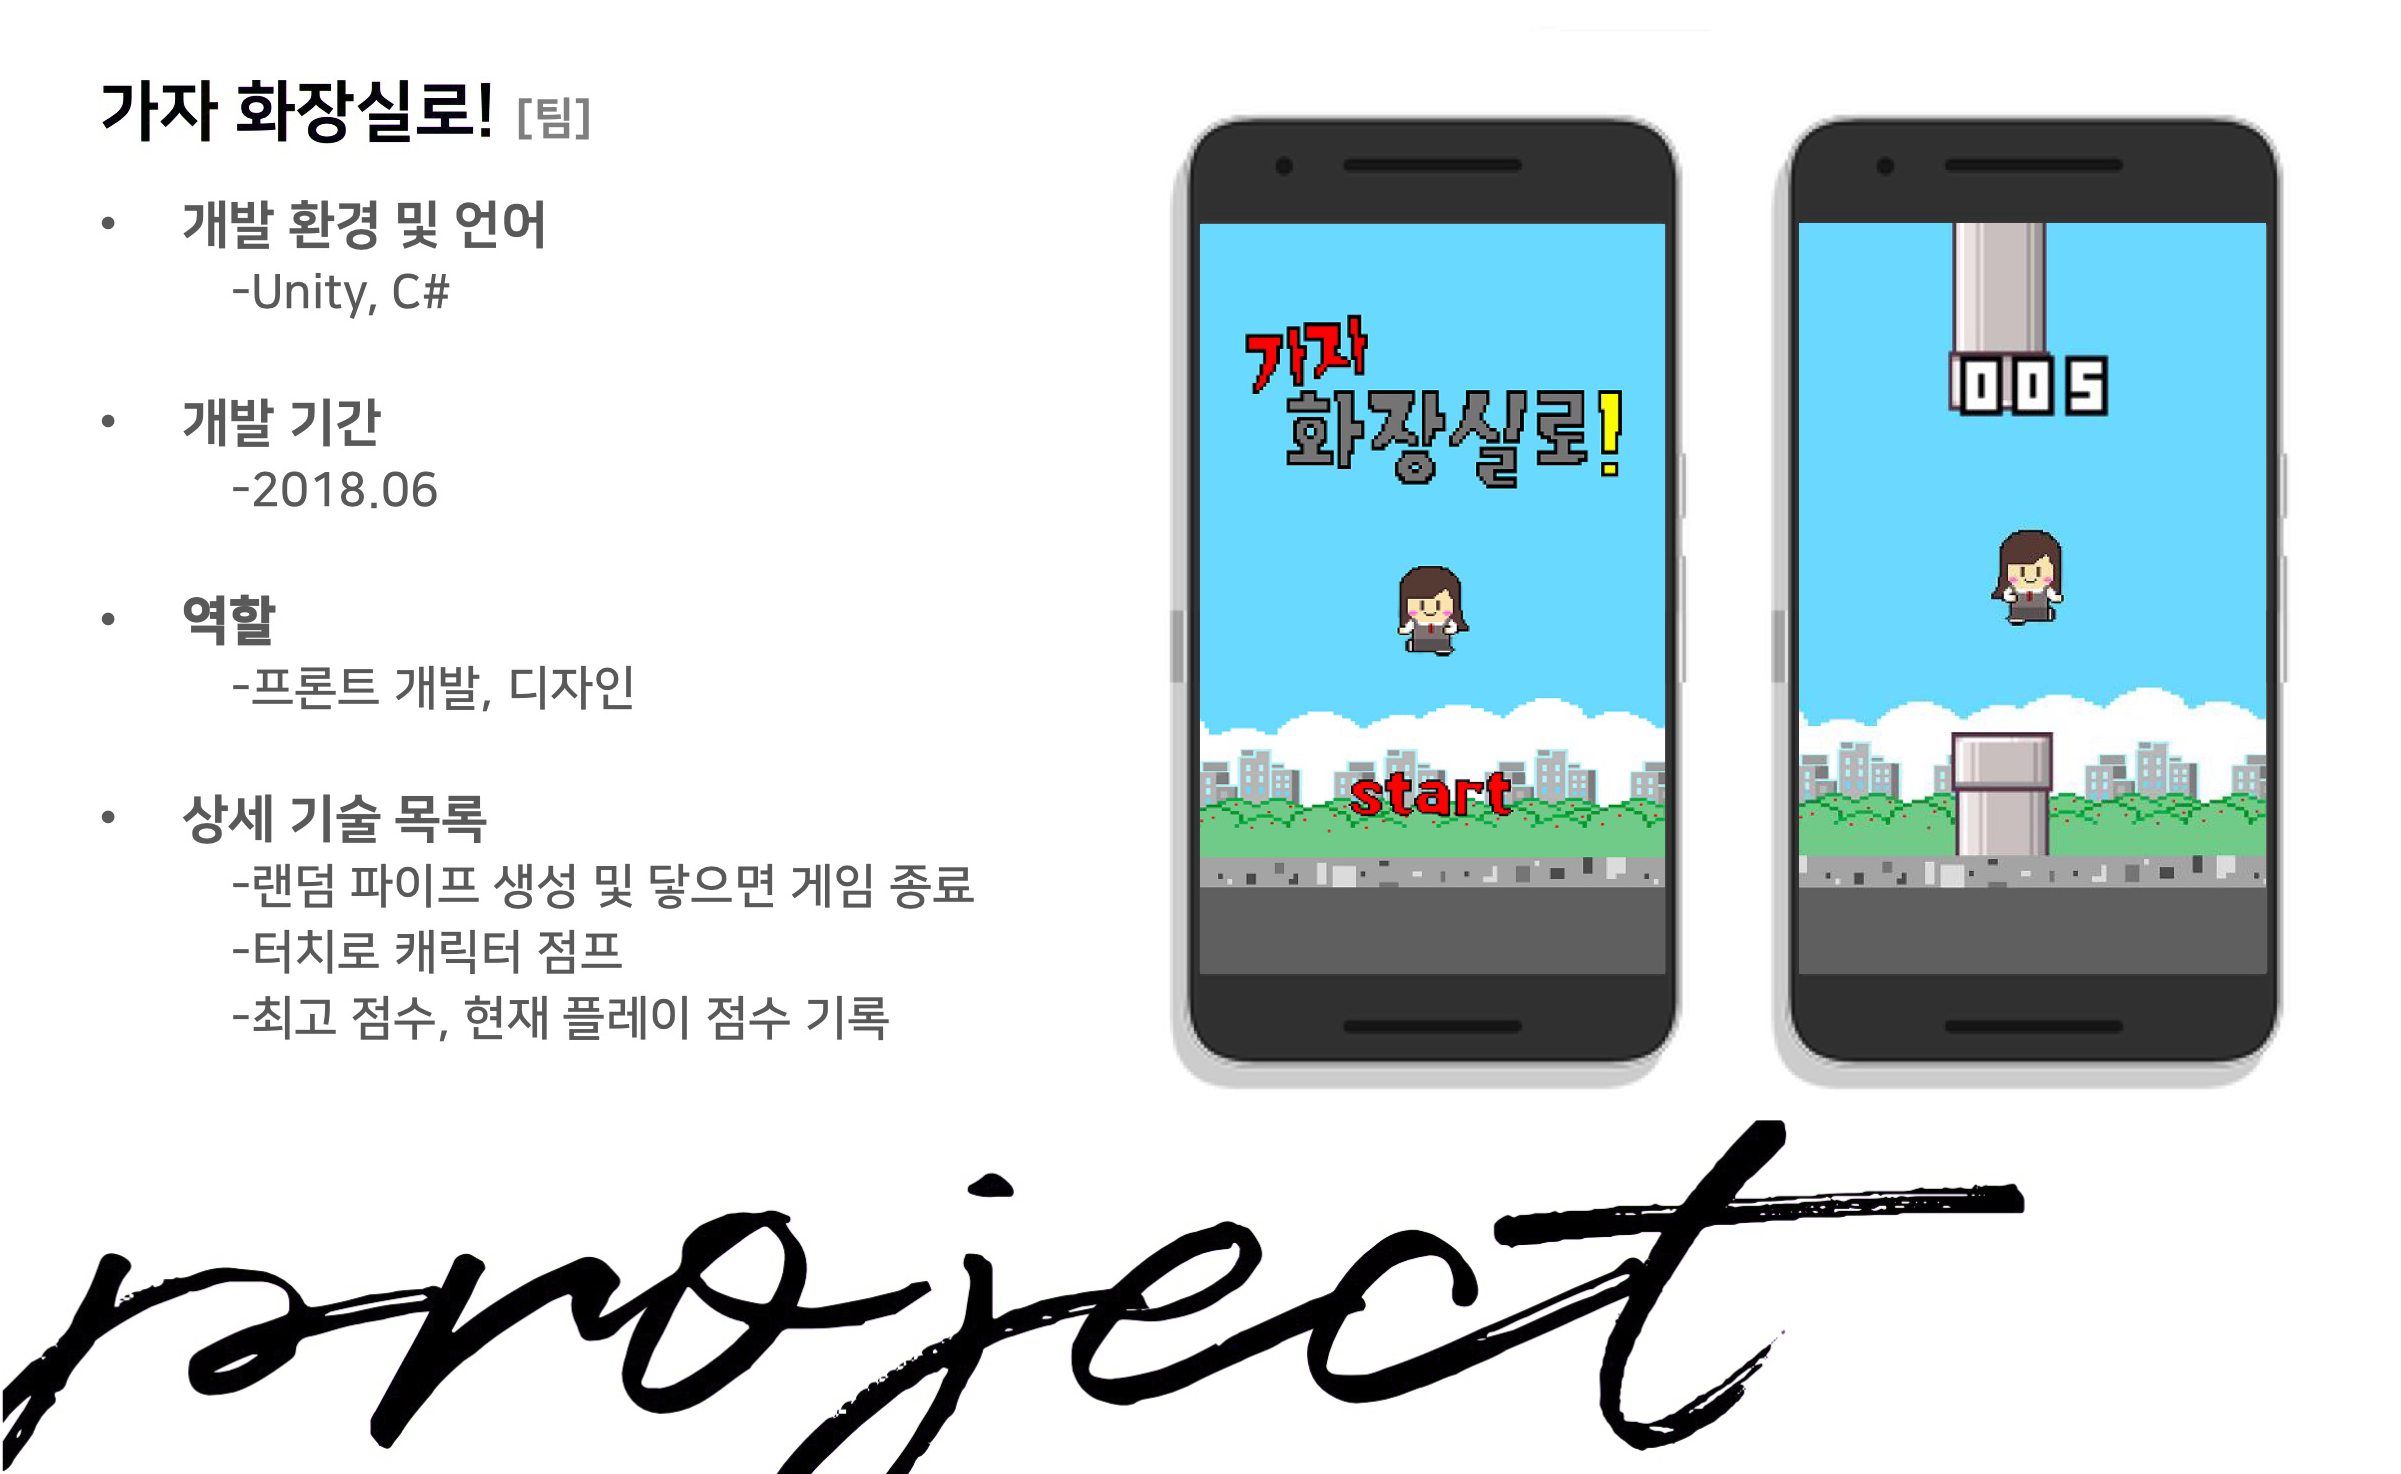 가자 화장실로! [팀]
• 개발 환경 및 언어
-Unity, C#
• 개발 기간
-2018.06
• 역할
-프론트 개발, 디자인
• 상세 기술 목록
-랜덤 파이프 생성 및 닿으면 게임 종료
-터치로 캐릭터 점프
-최고 점수, 현재 플레이 점수 기록
가자
화장실로!
start
005
project